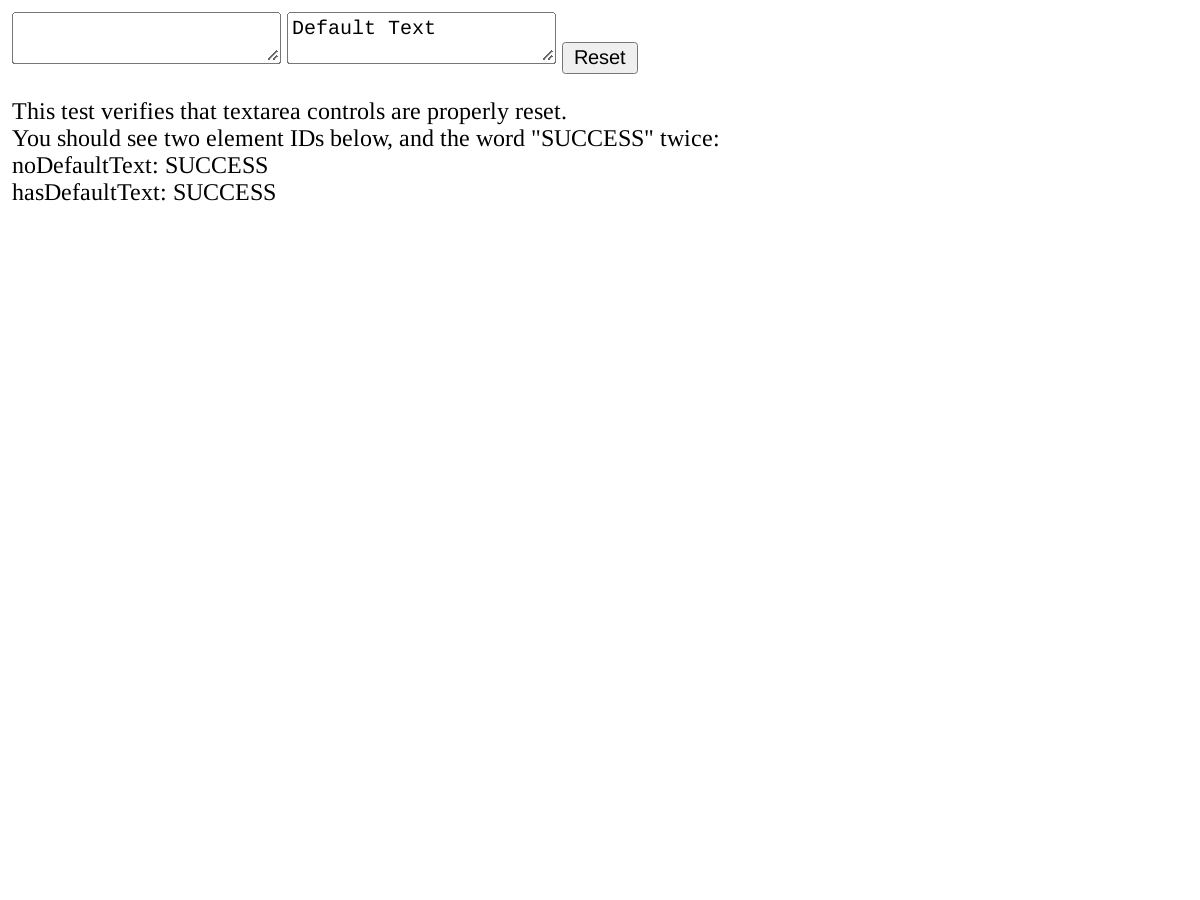 Default Text
Reset
This test verifies that textarea controls are properly reset.
You should see two element IDs below, and the word "SUCCESS" twice:
noDefaultText: SUCCESS
hasDefaultText: SUCCESS